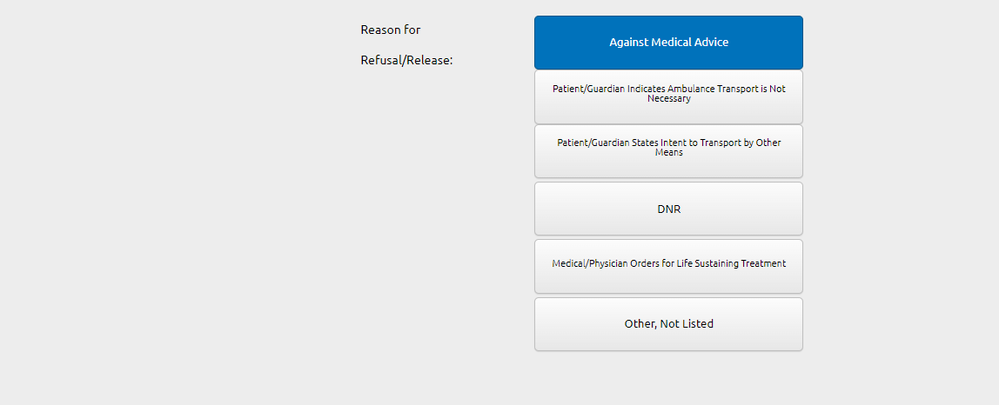 Reason for
Refusal/Release:
Against Medical Advice
Patient/Guardian Indicates Ambulance Transport is Not
Necessary
Patient/Guardian States Intent to Transport by Other
Means
DNR
Medical/Physician Orders for Life Sustaining Treatment
Other, Not Listed